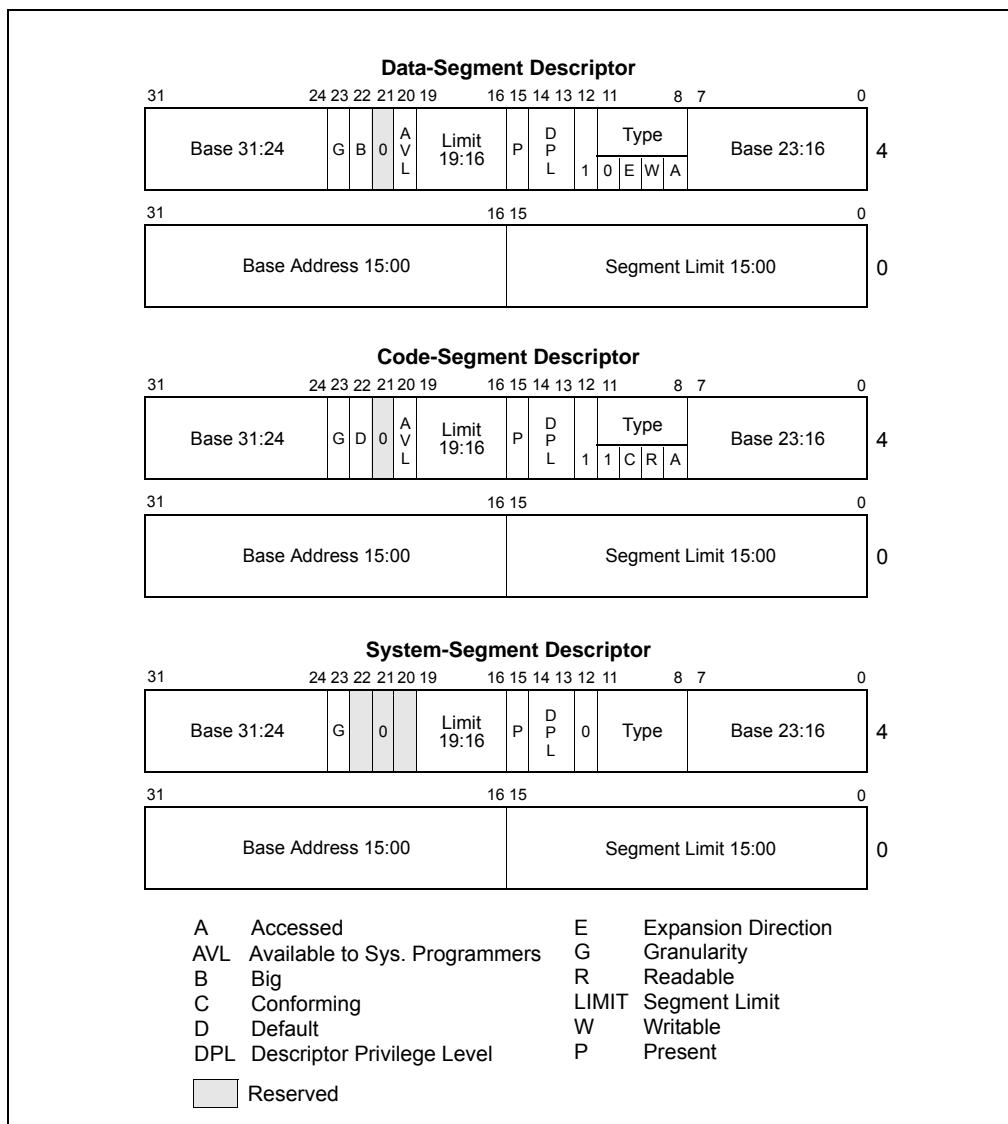 Data-Segment Descriptor
31 24 23 22 21 20 19 16 15 14 13 12 11 8 7 0
Base 31:24 G B 0 AVL Limit 19:16 P DPL 1 Type 0 E W A Base 23:16 4
31 16 15 0
Base Address 15:00 Segment Limit 15:00 0
Code-Segment Descriptor
31 24 23 22 21 20 19 16 15 14 13 12 11 8 7 0
Base 31:24 G D 0 AVL Limit 19:16 P DPL 1 Type 1 C R A Base 23:16 4
31 16 15 0
Base Address 15:00 Segment Limit 15:00 0
System-Segment Descriptor
31 24 23 22 21 20 19 16 15 14 13 12 11 8 7 0
Base 31:24 G 0 Limit 19:16 P DPL 0 Type Base 23:16 4
31 16 15 0
Base Address 15:00 Segment Limit 15:00 0
A Accessed
AVL Available to Sys. Programmers
B Big
C Conforming
D Default
DPL Descriptor Privilege Level
E Expansion Direction
G Granularity
R Readable
LIMIT Segment Limit
W Writable
P Present
Reserved